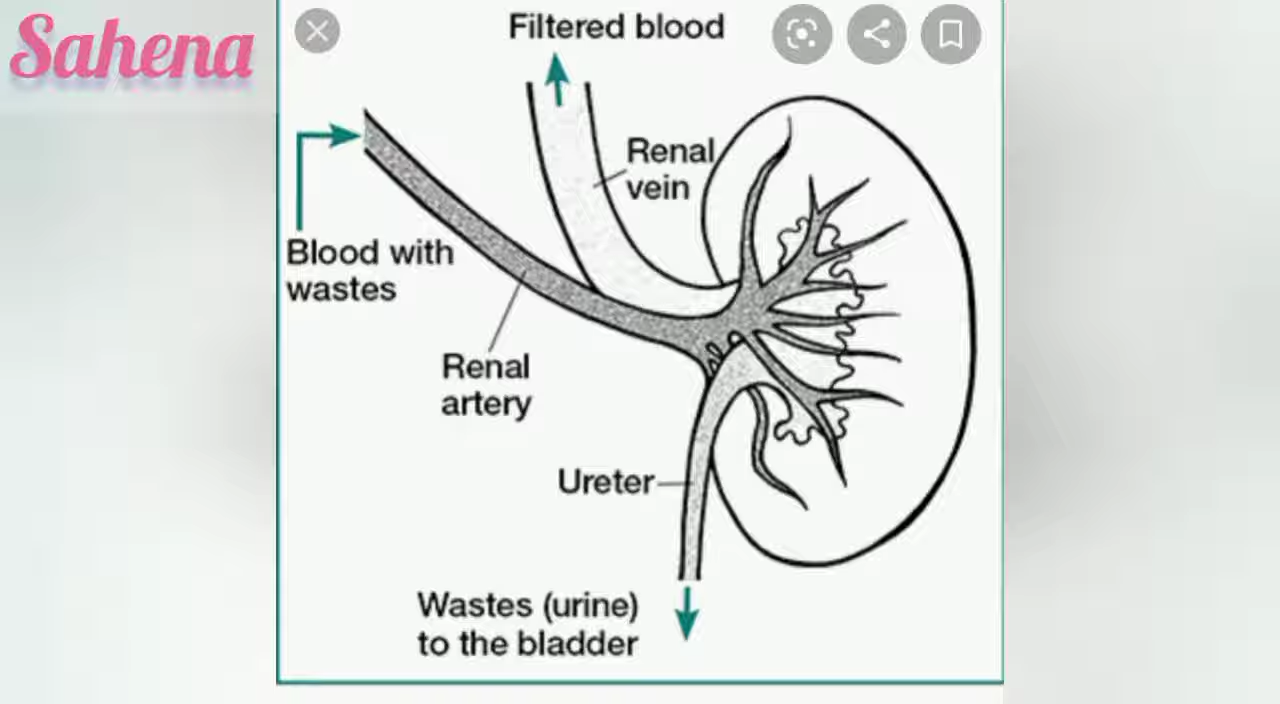 Sahena
Filtered blood
Renal
vein
Blood with
wastes
Renal
artery
Ureter
Wastes (urine)
to the bladder